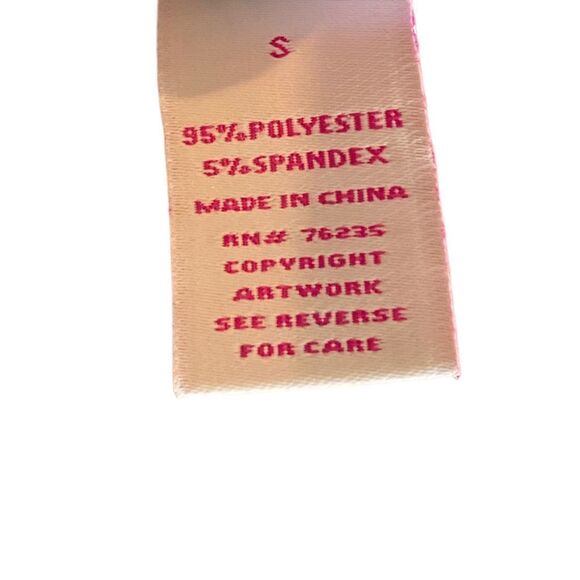 S
95% POLYESTER
5% SPANDEX
MADE IN CHINA
RN# 76235
COPYRIGHT
ARTWORK
SEE REVERSE
FOR CARE